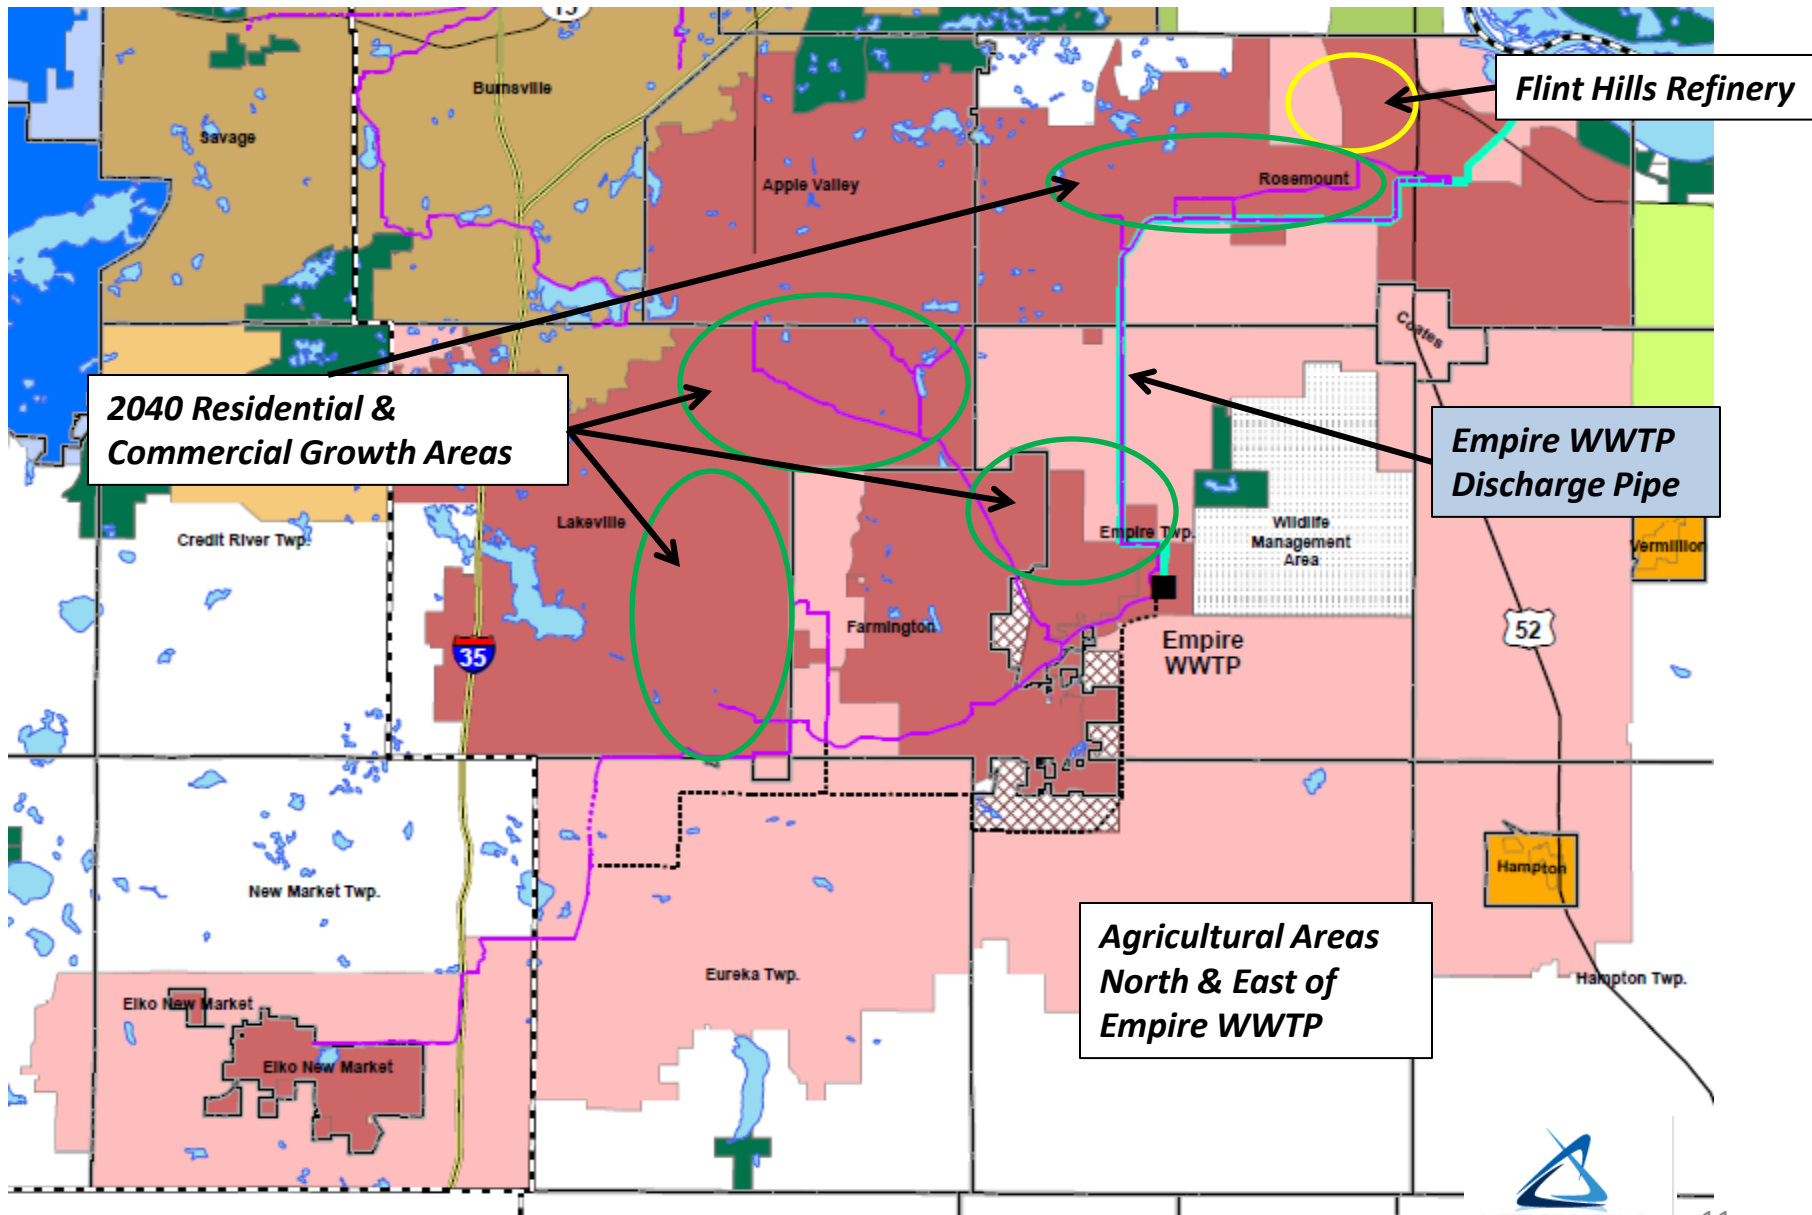 13
Burnsville
Savage
Apple Valley
Flint Hills Refinery
Rosemount
Coates
2040 Residential &
Commercial Growth Areas
Empire WWTP
Discharge Pipe
Lakeville
Credit River Twp.
Empire Twp.
Wildlife
Management
Area
Vermillion
Farmington
35
Empire
WWTP
52
New Market Twp.
Hampton
Eureka Twp.
Agricultural Areas
North & East of
Empire WWTP
Hampton Twp.
Elko New Market
Elko New Market